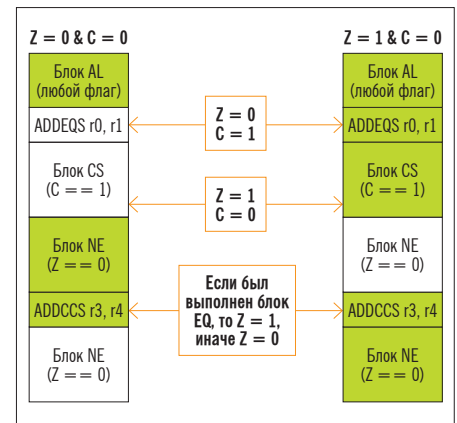 Z = 0 & C = 0
Блок AL
(любой флаг)
ADDEQS r0, r1
Блок CS
(C == 1)
Блок NE
(Z == 0)
ADDCCS r3, r4
Блок NE
(Z == 0)
Z = 0
C = 1
Z = 1
C = 0
Если был
выполнен блок
EQ, то Z = 1,
иначе Z = 0
Z = 1 & C = 0
Блок AL
(любой флаг)
ADDEQS r0, r1
Блок CS
(C == 1)
Блок NE
(Z == 0)
ADDCCS r3, r4
Блок NE
(Z == 0)